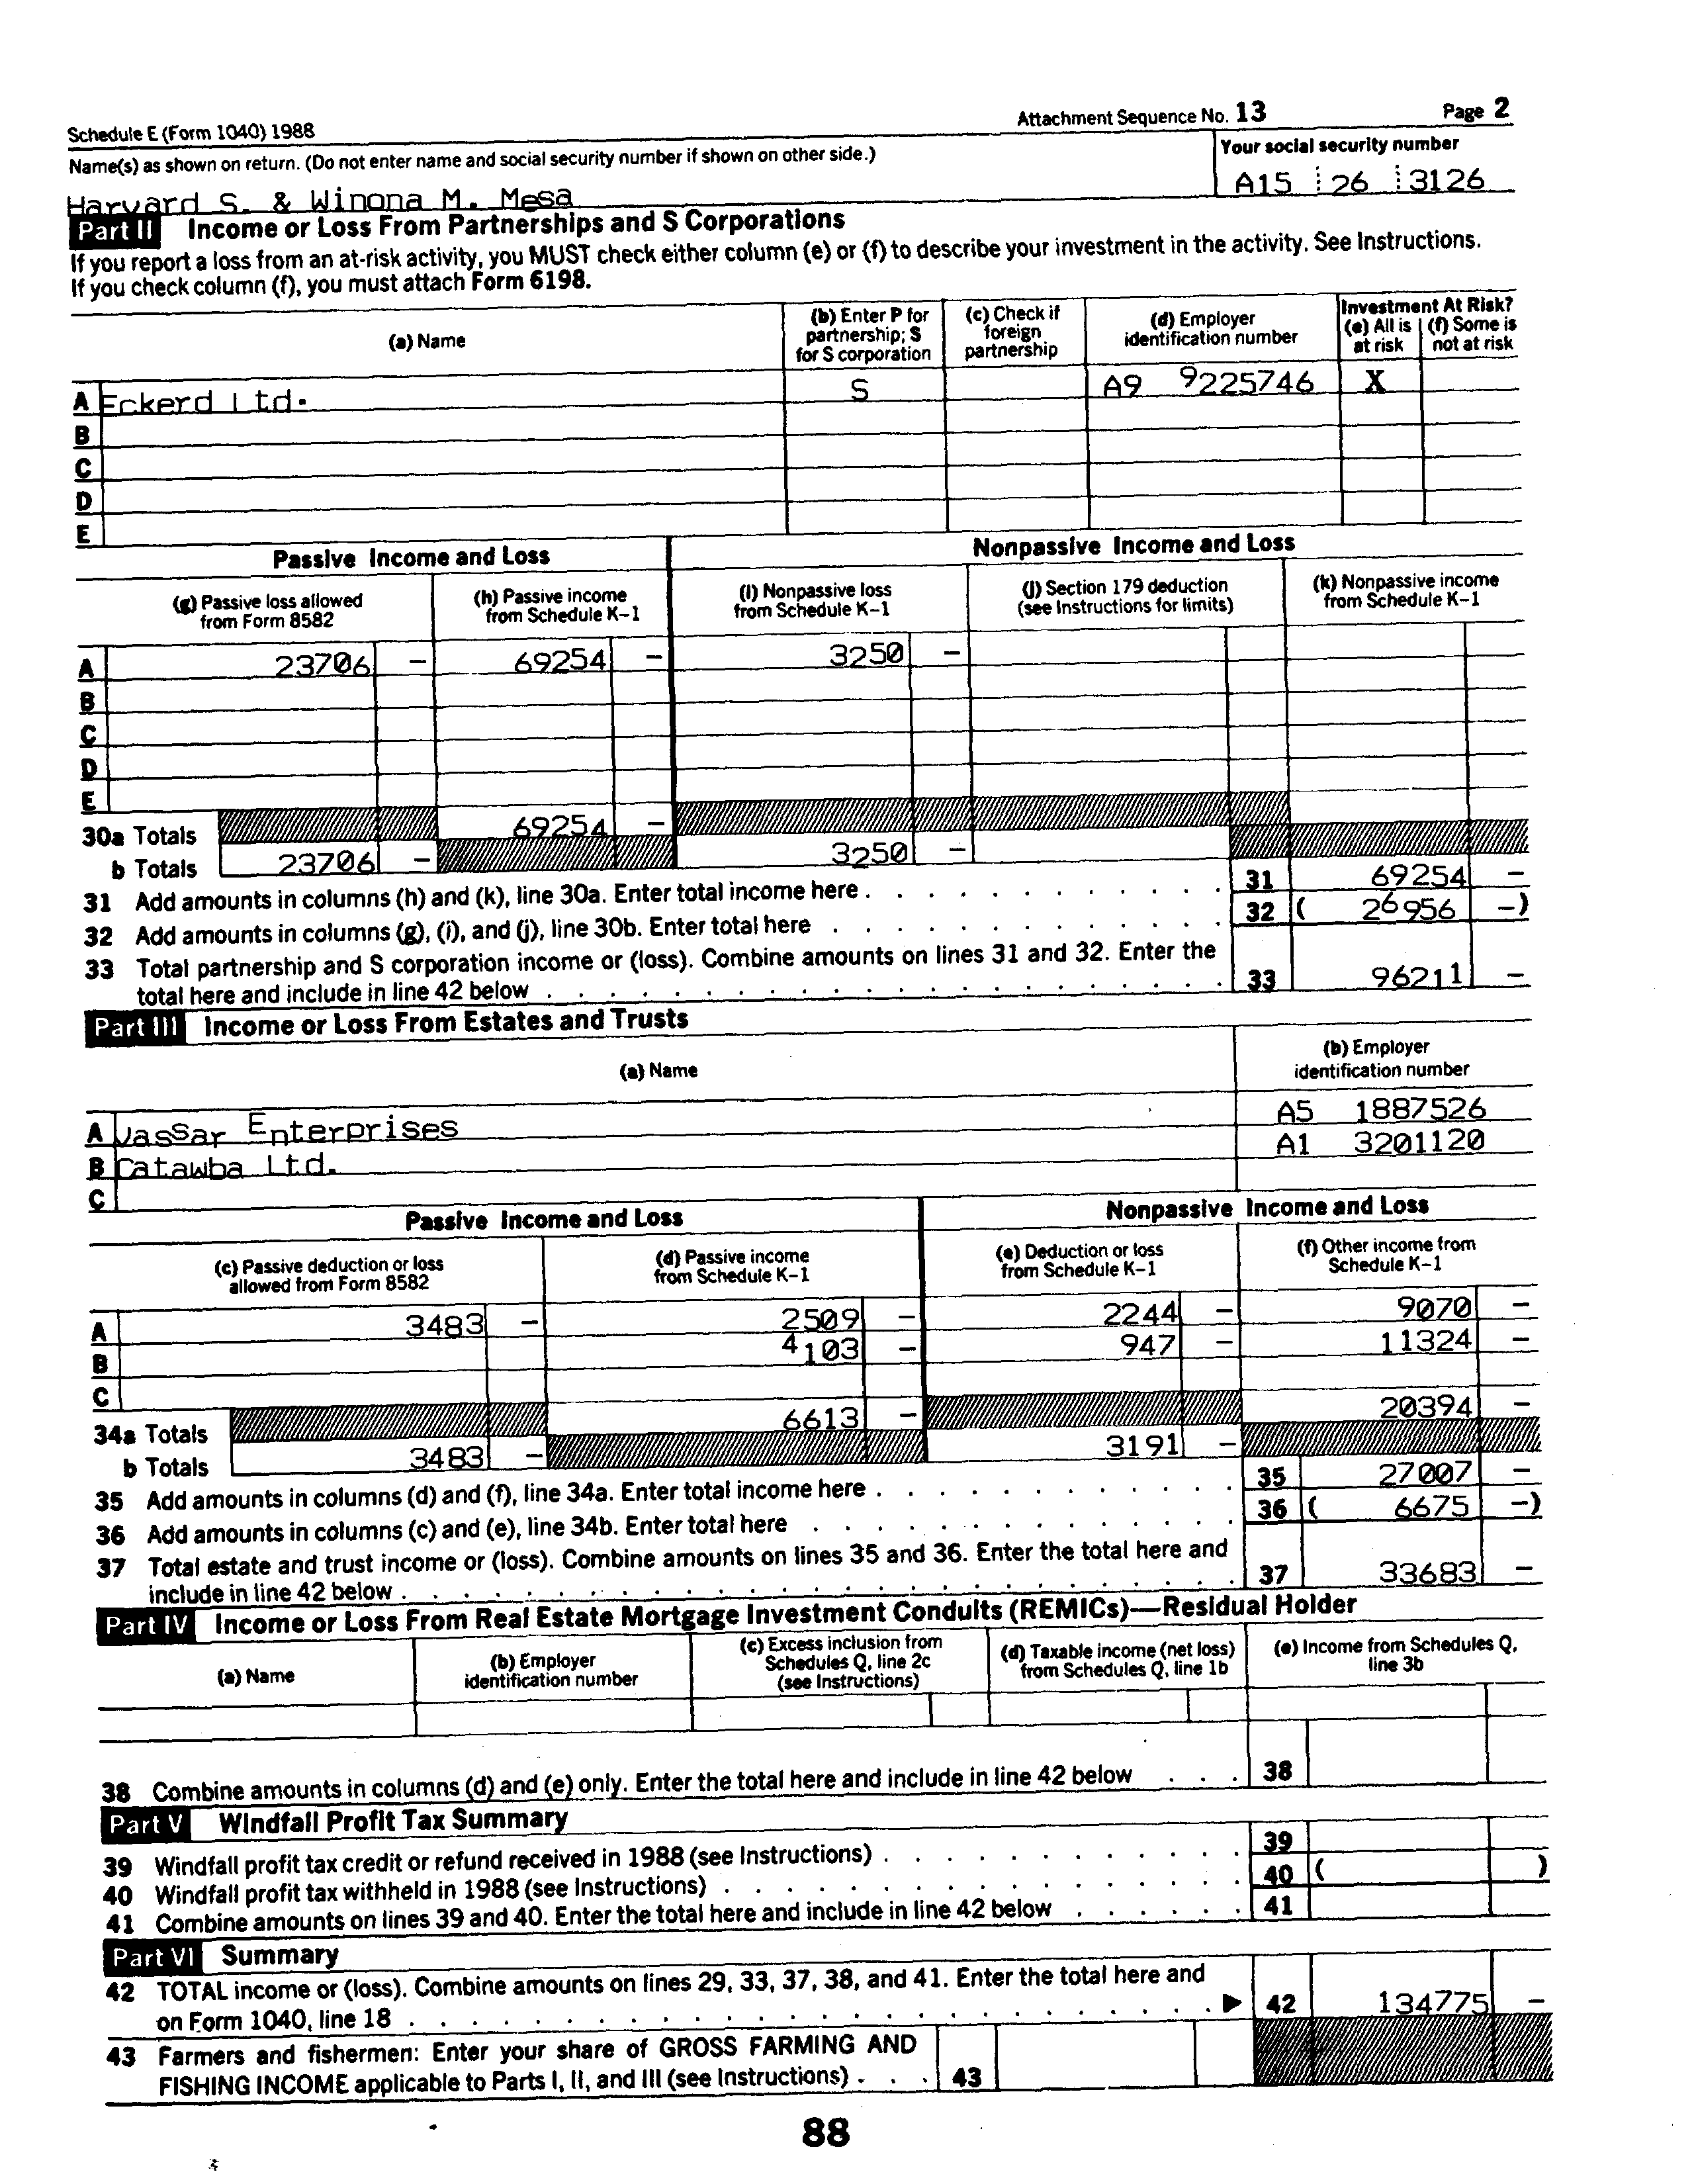 Schedule E (Form 1040) 1988 Attachment Sequence No. 13 Page 2
Name(s) as shown on return. (Do not enter name and social security number if shown on other side.) Your social security number
Harvard S. & Winona M. Mesa A15 26 3126
Part II Income or Loss From Partnerships and S Corporations
If you report a loss from an at-risk activity, you MUST check either column (e) or (f) to describe your investment in the activity. See Instructions.
If you check column (f), you must attach Form 6198.
(a) Name (b) Enter P for partnership; S for S corporation (c) Check if foreign partnership (d) Employer identification number Investment At Risk? (e) All is at risk (f) Some is not at risk
A Eckerd Ltd. S A9 9225746 X
B
C
D
E
Passive Income and Loss Nonpassive Income and Loss
(g) Passive loss allowed from Form 8582 (h) Passive income from Schedule K–1 (i) Nonpassive loss from Schedule K–1 (j) Section 179 deduction (see Instructions for limits) (k) Nonpassive income from Schedule K–1
A 23706 – 69254 – 3250 –
B
C
D
E
30a Totals 69254 –
b Totals 23706 – 3250 –
31 Add amounts in columns (h) and (k), line 30a. Enter total income here . . . 31 69254 –
32 Add amounts in columns (g), (i), and (j), line 30b. Enter total here . . . 32 ( 26956 –)
33 Total partnership and S corporation income or (loss). Combine amounts on lines 31 and 32. Enter the
total here and include in line 42 below . . . 33 96211 –
Part III Income or Loss From Estates and Trusts
(a) Name (b) Employer identification number
A Vassar Enterprises A5 1887526
B Catawba Ltd. A1 3201120
C
Passive Income and Loss Nonpassive Income and Loss
(c) Passive deduction or loss allowed from Form 8582 (d) Passive income from Schedule K–1 (e) Deduction or loss from Schedule K–1 (f) Other income from Schedule K–1
A 3483 – 2509 – 2244 – 9070 –
B 4103 – 947 – 11324 –
C
34a Totals 6613 – 20394 –
b Totals 3483 – 3191 –
35 Add amounts in columns (d) and (f), line 34a. Enter total income here . . . 35 27007 –
36 Add amounts in columns (c) and (e), line 34b. Enter total here . . . 36 ( 6675 –)
37 Total estate and trust income or (loss). Combine amounts on lines 35 and 36. Enter the total here and
include in line 42 below . . . 37 33683 –
Part IV Income or Loss From Real Estate Mortgage Investment Conduits (REMICs)—Residual Holder
(a) Name (b) Employer identification number (c) Excess inclusion from Schedules Q, line 2c (see Instructions) (d) Taxable income (net loss) from Schedules Q, line 1b (e) Income from Schedules Q, line 3b
38 Combine amounts in columns (d) and (e) only. Enter the total here and include in line 42 below . . . 38
Part V Windfall Profit Tax Summary
39 Windfall profit tax credit or refund received in 1988 (see Instructions) . . . 39
40 Windfall profit tax withheld in 1988 (see Instructions) . . . 40 ( )
41 Combine amounts on lines 39 and 40. Enter the total here and include in line 42 below . . . 41
Part VI Summary
42 TOTAL income or (loss). Combine amounts on lines 29, 33, 37, 38, and 41. Enter the total here and
on Form 1040, line 18 . . . ▶ 42 134775 –
43 Farmers and fishermen: Enter your share of GROSS FARMING AND
FISHING INCOME applicable to Parts I, II, and III (see Instructions) . . . 43
88